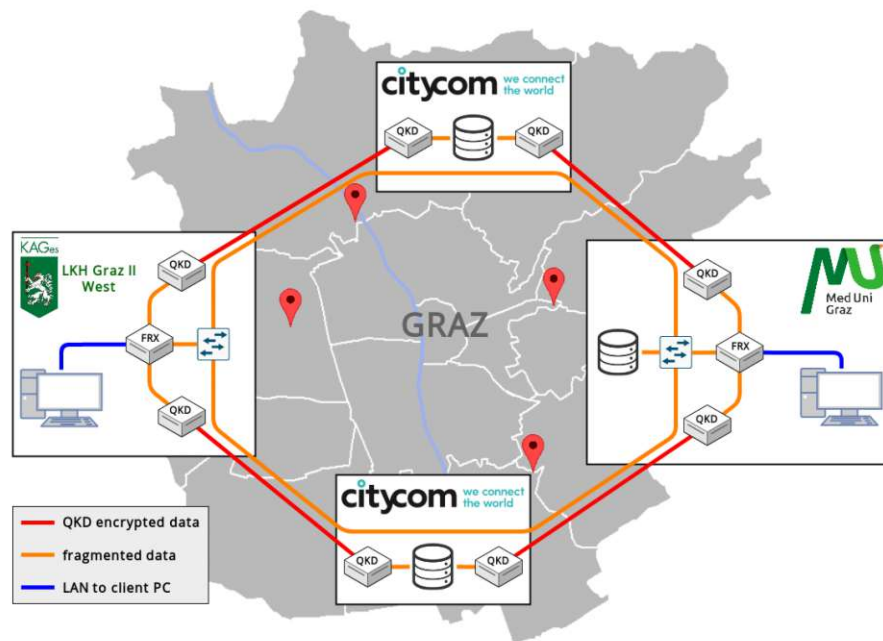 citycom we connect
the world
QKD
QKD
KAGes
LKH Graz II
West
QKD
FRX
QKD
GRAZ
Med Uni
Graz
QKD
FRX
QKD
citycom we connect
the world
QKD
QKD
QKD encrypted data
fragmented data
LAN to client PC